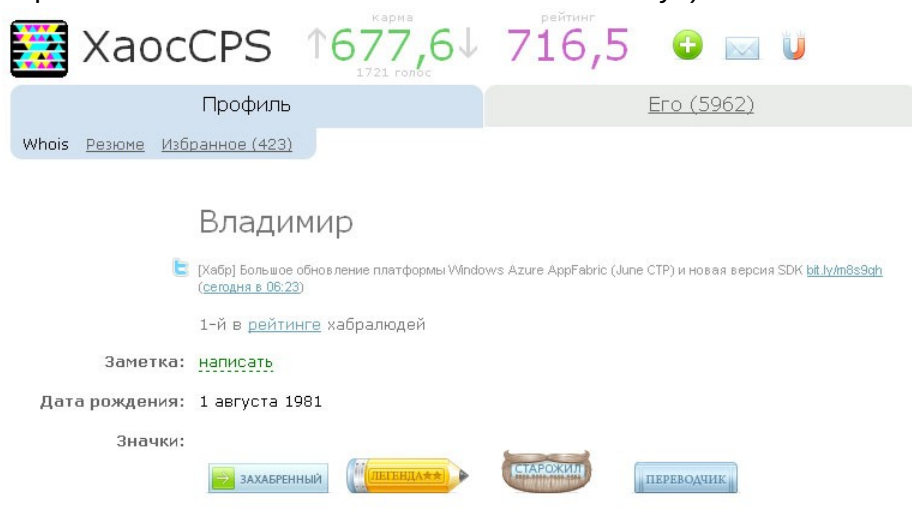 карма рейтинг
XaocCPS ↑677,6↓ 716,5
1721 голос
Профиль Его (5962)
Whois Резюме Избранное (423)
Владимир
[Хабр] Большое обновление платформы Windows Azure AppFabric (June CTP) и новая версия SDK bit.ly/m8s9qh
(сегодня в 06:23)
1-й в рейтинге хабралюдей
Заметка: написать
Дата рождения: 1 августа 1981
Значки:
ЗАХАБРЕННЫЙ ЛЕГЕНДА★★ СТАРОЖИЛ ПЕРЕВОДЧИК